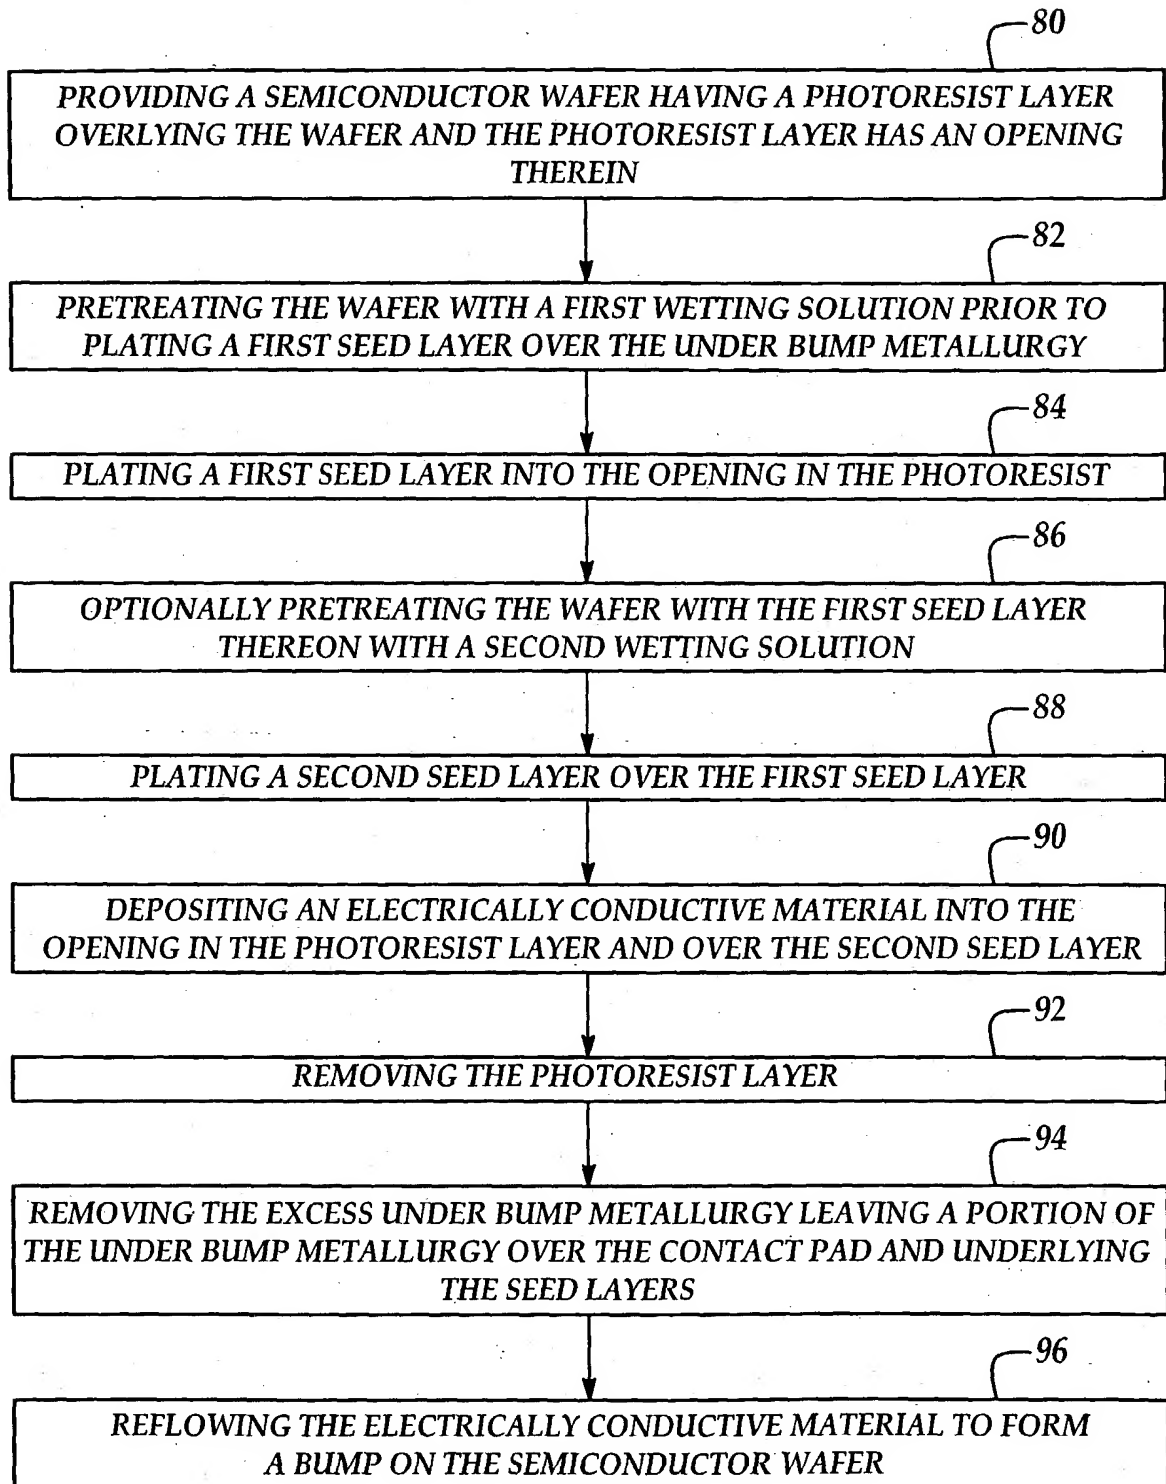 80
PROVIDING A SEMICONDUCTOR WAFER HAVING A PHOTORESIST LAYER
OVERLYING THE WAFER AND THE PHOTORESIST LAYER HAS AN OPENING
THEREIN
82
PRETREATING THE WAFER WITH A FIRST WETTING SOLUTION PRIOR TO
PLATING A FIRST SEED LAYER OVER THE UNDER BUMP METALLURGY
84
PLATING A FIRST SEED LAYER INTO THE OPENING IN THE PHOTORESIST
86
OPTIONALLY PRETREATING THE WAFER WITH THE FIRST SEED LAYER
THEREON WITH A SECOND WETTING SOLUTION
88
PLATING A SECOND SEED LAYER OVER THE FIRST SEED LAYER
90
DEPOSITING AN ELECTRICALLY CONDUCTIVE MATERIAL INTO THE
OPENING IN THE PHOTORESIST LAYER AND OVER THE SECOND SEED LAYER
92
REMOVING THE PHOTORESIST LAYER
94
REMOVING THE EXCESS UNDER BUMP METALLURGY LEAVING A PORTION OF
THE UNDER BUMP METALLURGY OVER THE CONTACT PAD AND UNDERLYING
THE SEED LAYERS
96
REFLOWING THE ELECTRICALLY CONDUCTIVE MATERIAL TO FORM
A BUMP ON THE SEMICONDUCTOR WAFER